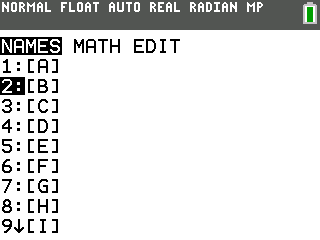 NORMAL FLOAT AUTO REAL RADIAN MP
NAMES MATH EDIT
1:[A]
2:[B]
3:[C]
4:[D]
5:[E]
6:[F]
7:[G]
8:[H]
9↓[I]